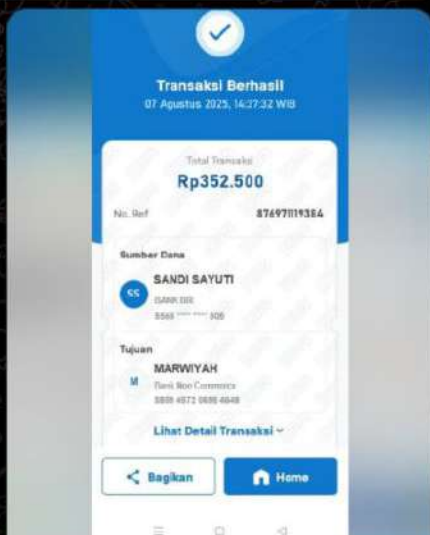 Transaksi Berhasil
07 Agustus 2025, 14:27:32 WIB
Total Transaksi
Rp352.500
No. Ref
Sumber Dana
SS
SANDI SAYUTI
BANK BRI
Tujuan
M
MARWIYAH
Bank Neo Commerce
Lihat Detail Transaksi
Bagikan
Home